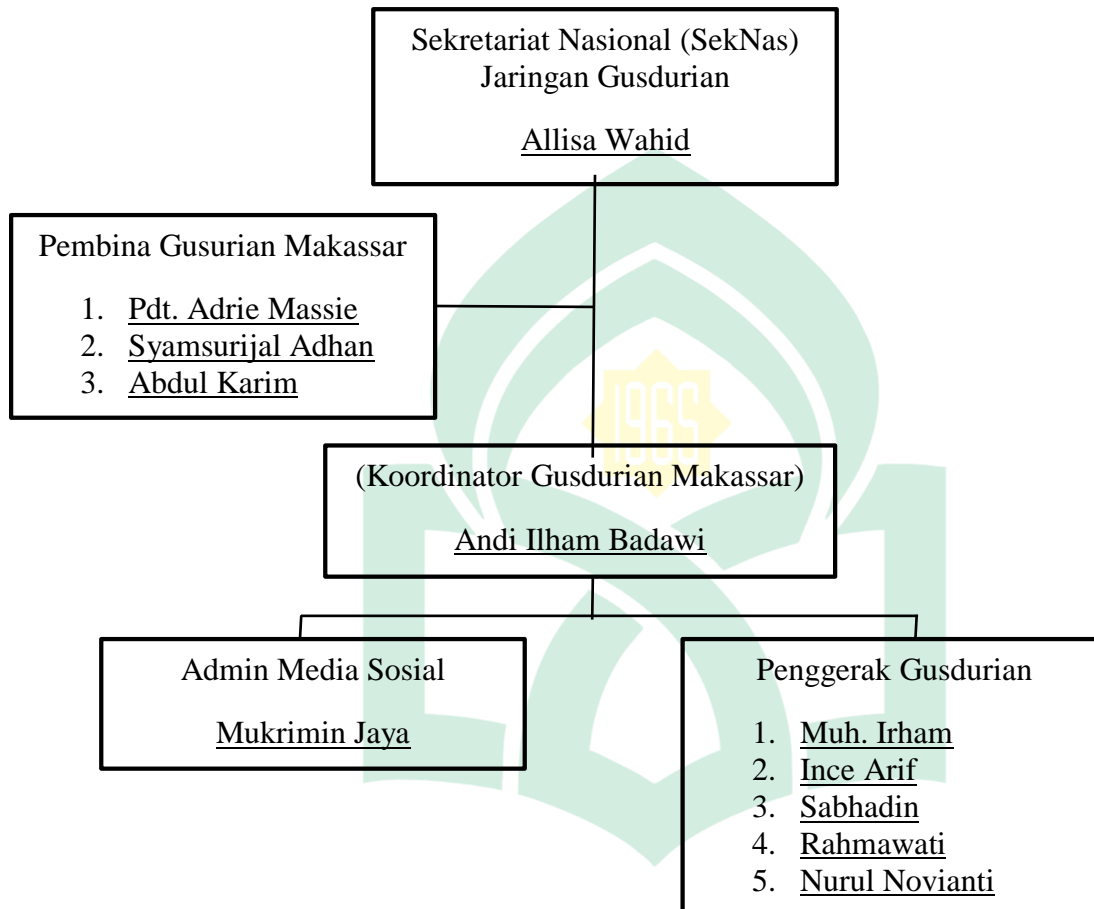 Sekretariat Nasional (SekNas)
Jaringan Gusdurian
Allisa Wahid
Pembina Gusurian Makassar
1. Pdt. Adrie Massie
2. Syamsurijal Adhan
3. Abdul Karim
1965
(Koordinator Gusdurian Makassar)
Andi Ilham Badawi
Admin Media Sosial
Mukrimin Jaya
Penggerak Gusdurian
1. Muh. Irham
2. Ince Arif
3. Sabhadin
4. Rahmawati
5. Nurul Novianti